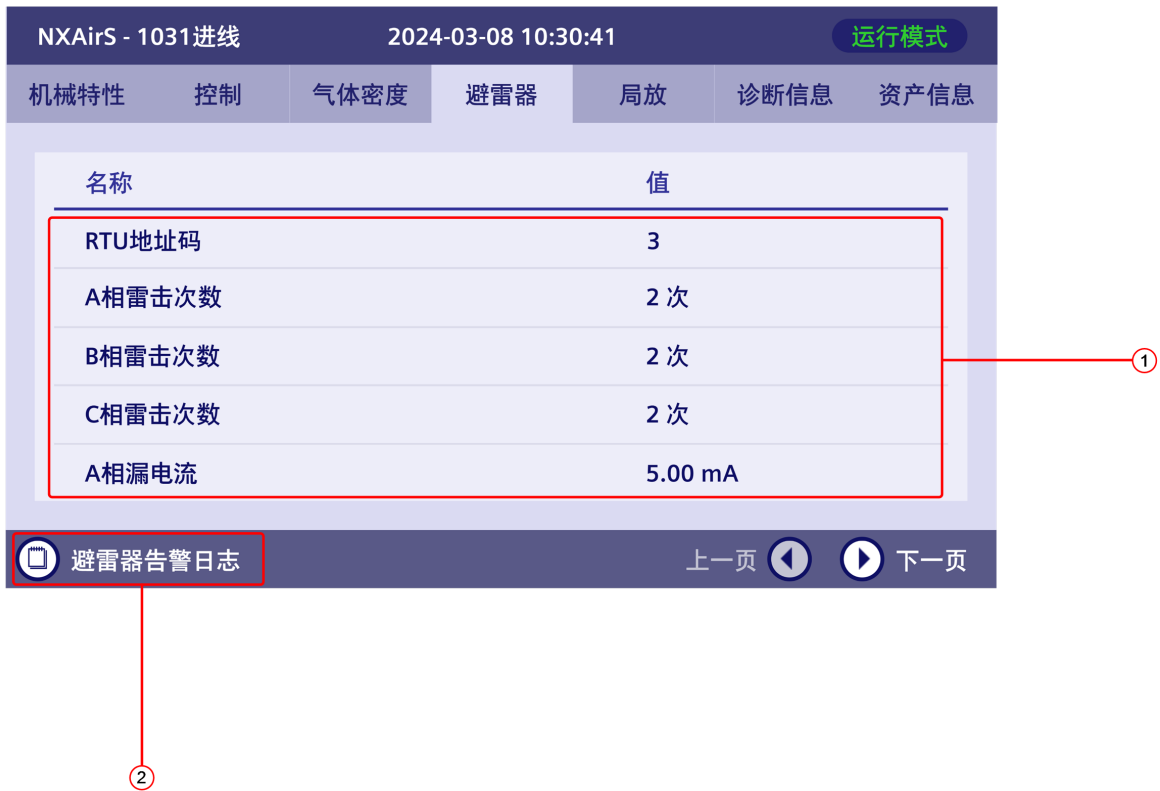 NXAirS - 1031进线 2024-03-08 10:30:41 运行模式
机械特性 控制 气体密度 避雷器 局放 诊断信息 资产信息
名称 值
RTU地址码 3
A相雷击次数 2 次
B相雷击次数 2 次
C相雷击次数 2 次
A相漏电流 5.00 mA
①
避雷器告警日志 上一页 下一页
②